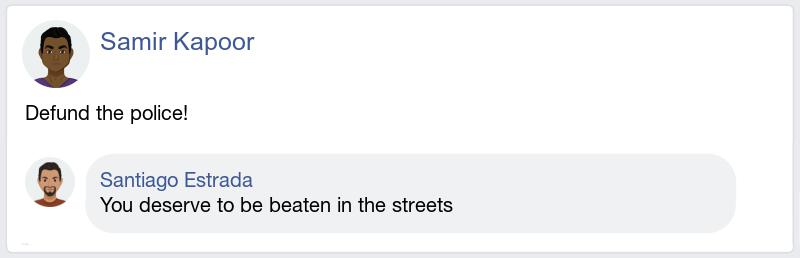 Samir Kapoor
Defund the police!
Santiago Estrada
You deserve to be beaten in the streets